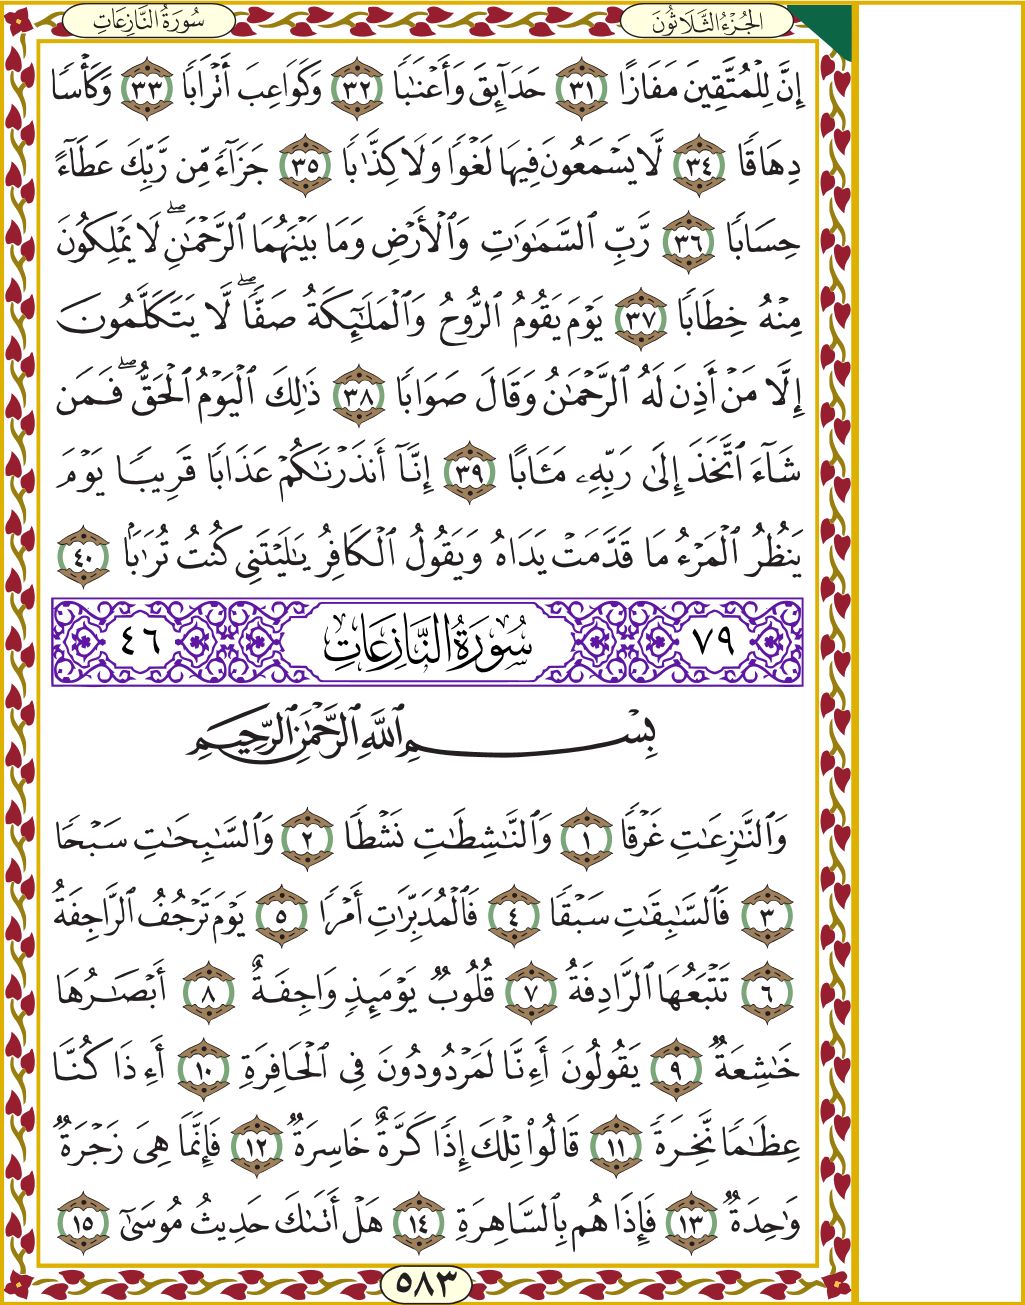 سُورَةُ النَّازِعَاتِ
الجُزْءُ الثَّلَاثُونَ
إِنَّ لِلْمُتَّقِينَ مَفَازًا ٣١ حَدَآئِقَ وَأَعْنَٰبًا ٣٢ وَكَوَاعِبَ أَتْرَابًا ٣٣ وَكَأْسًا
دِهَاقًا ٣٤ لَّا يَسْمَعُونَ فِيهَا لَغْوًا وَلَا كِذَّٰبًا ٣٥ جَزَآءً مِّن رَّبِّكَ عَطَآءً
حِسَابًا ٣٦ رَّبِّ ٱلسَّمَٰوَٰتِ وَٱلْأَرْضِ وَمَا بَيْنَهُمَا ٱلرَّحْمَٰنِۖ لَا يَمْلِكُونَ
مِنْهُ خِطَابًا ٣٧ يَوْمَ يَقُومُ ٱلرُّوحُ وَٱلْمَلَٰٓئِكَةُ صَفًّاۖ لَّا يَتَكَلَّمُونَ
إِلَّا مَنْ أَذِنَ لَهُ ٱلرَّحْمَٰنُ وَقَالَ صَوَابًا ٣٨ ذَٰلِكَ ٱلْيَوْمُ ٱلْحَقُّۖ فَمَن
شَآءَ ٱتَّخَذَ إِلَىٰ رَبِّهِۦ مَـَٔابًا ٣٩ إِنَّآ أَنذَرْنَٰكُمْ عَذَابًا قَرِيبًا يَوْمَ
يَنظُرُ ٱلْمَرْءُ مَا قَدَّمَتْ يَدَاهُ وَيَقُولُ ٱلْكَافِرُ يَٰلَيْتَنِى كُنتُ تُرَٰبًۢا ٤٠
٧٩ سُورَةُ النَّازِعَاتِ ٤٦
بِسْمِ ٱللَّهِ ٱلرَّحْمَٰنِ ٱلرَّحِيمِ
وَٱلنَّٰزِعَٰتِ غَرْقًا ١ وَٱلنَّٰشِطَٰتِ نَشْطًا ٢ وَٱلسَّٰبِحَٰتِ سَبْحًا
٣ فَٱلسَّٰبِقَٰتِ سَبْقًا ٤ فَٱلْمُدَبِّرَٰتِ أَمْرًا ٥ يَوْمَ تَرْجُفُ ٱلرَّاجِفَةُ
٦ تَتْبَعُهَا ٱلرَّادِفَةُ ٧ قُلُوبٌ يَوْمَئِذٍ وَاجِفَةٌ ٨ أَبْصَٰرُهَا
خَٰشِعَةٌ ٩ يَقُولُونَ أَءِنَّا لَمَرْدُودُونَ فِى ٱلْحَافِرَةِ ١٠ أَءِذَا كُنَّا
عِظَٰمًا نَّخِرَةً ١١ قَالُوا۟ تِلْكَ إِذًا كَرَّةٌ خَاسِرَةٌ ١٢ فَإِنَّمَا هِىَ زَجْرَةٌ
وَٰحِدَةٌ ١٣ فَإِذَا هُم بِٱلسَّاهِرَةِ ١٤ هَلْ أَتَىٰكَ حَدِيثُ مُوسَىٰٓ ١٥
٥٨٣